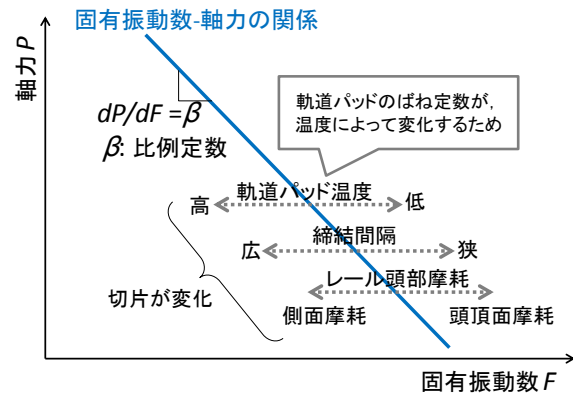 固有振動数-軸力の関係
軸力 P
dP/dF =β
β: 比例定数
軌道パッドのばね定数が，
温度によって変化するため
高 軌道パッド温度 低
広 締結間隔 狭
レール頭部摩耗
側面摩耗 頭頂面摩耗
切片が変化
固有振動数 F